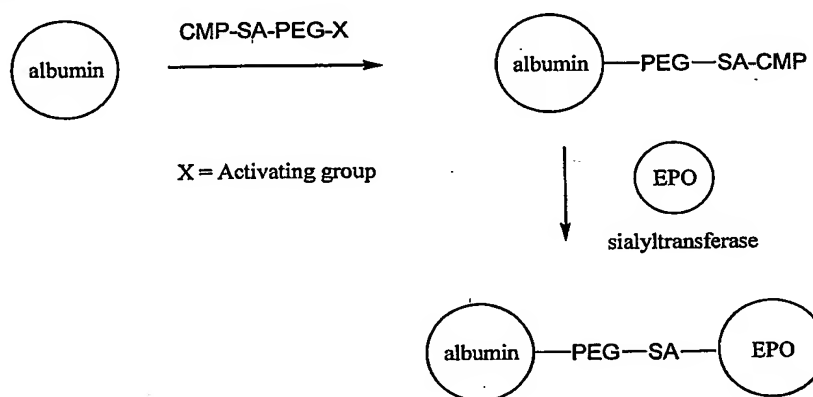 CMP-SA-PEG-X
albumin
albumin—PEG—SA-CMP
X = Activating group
EPO
sialyltransferase
albumin—PEG—SA—EPO